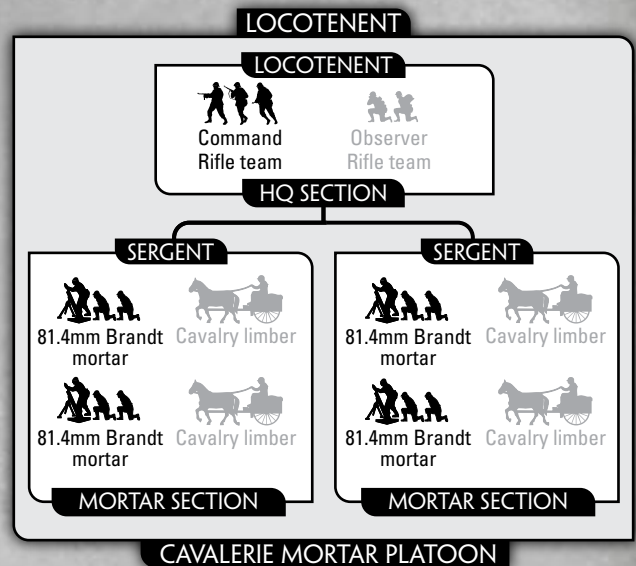 LOCOTENENT
LOCOTENENT
Command
Rifle team
Observer
Rifle team
HQ SECTION
SERGENT
81.4mm Brandt
mortar
Cavalry limber
81.4mm Brandt
mortar
Cavalry limber
MORTAR SECTION
SERGENT
81.4mm Brandt
mortar
Cavalry limber
81.4mm Brandt
mortar
Cavalry limber
MORTAR SECTION
CAVALERIE MORTAR PLATOON